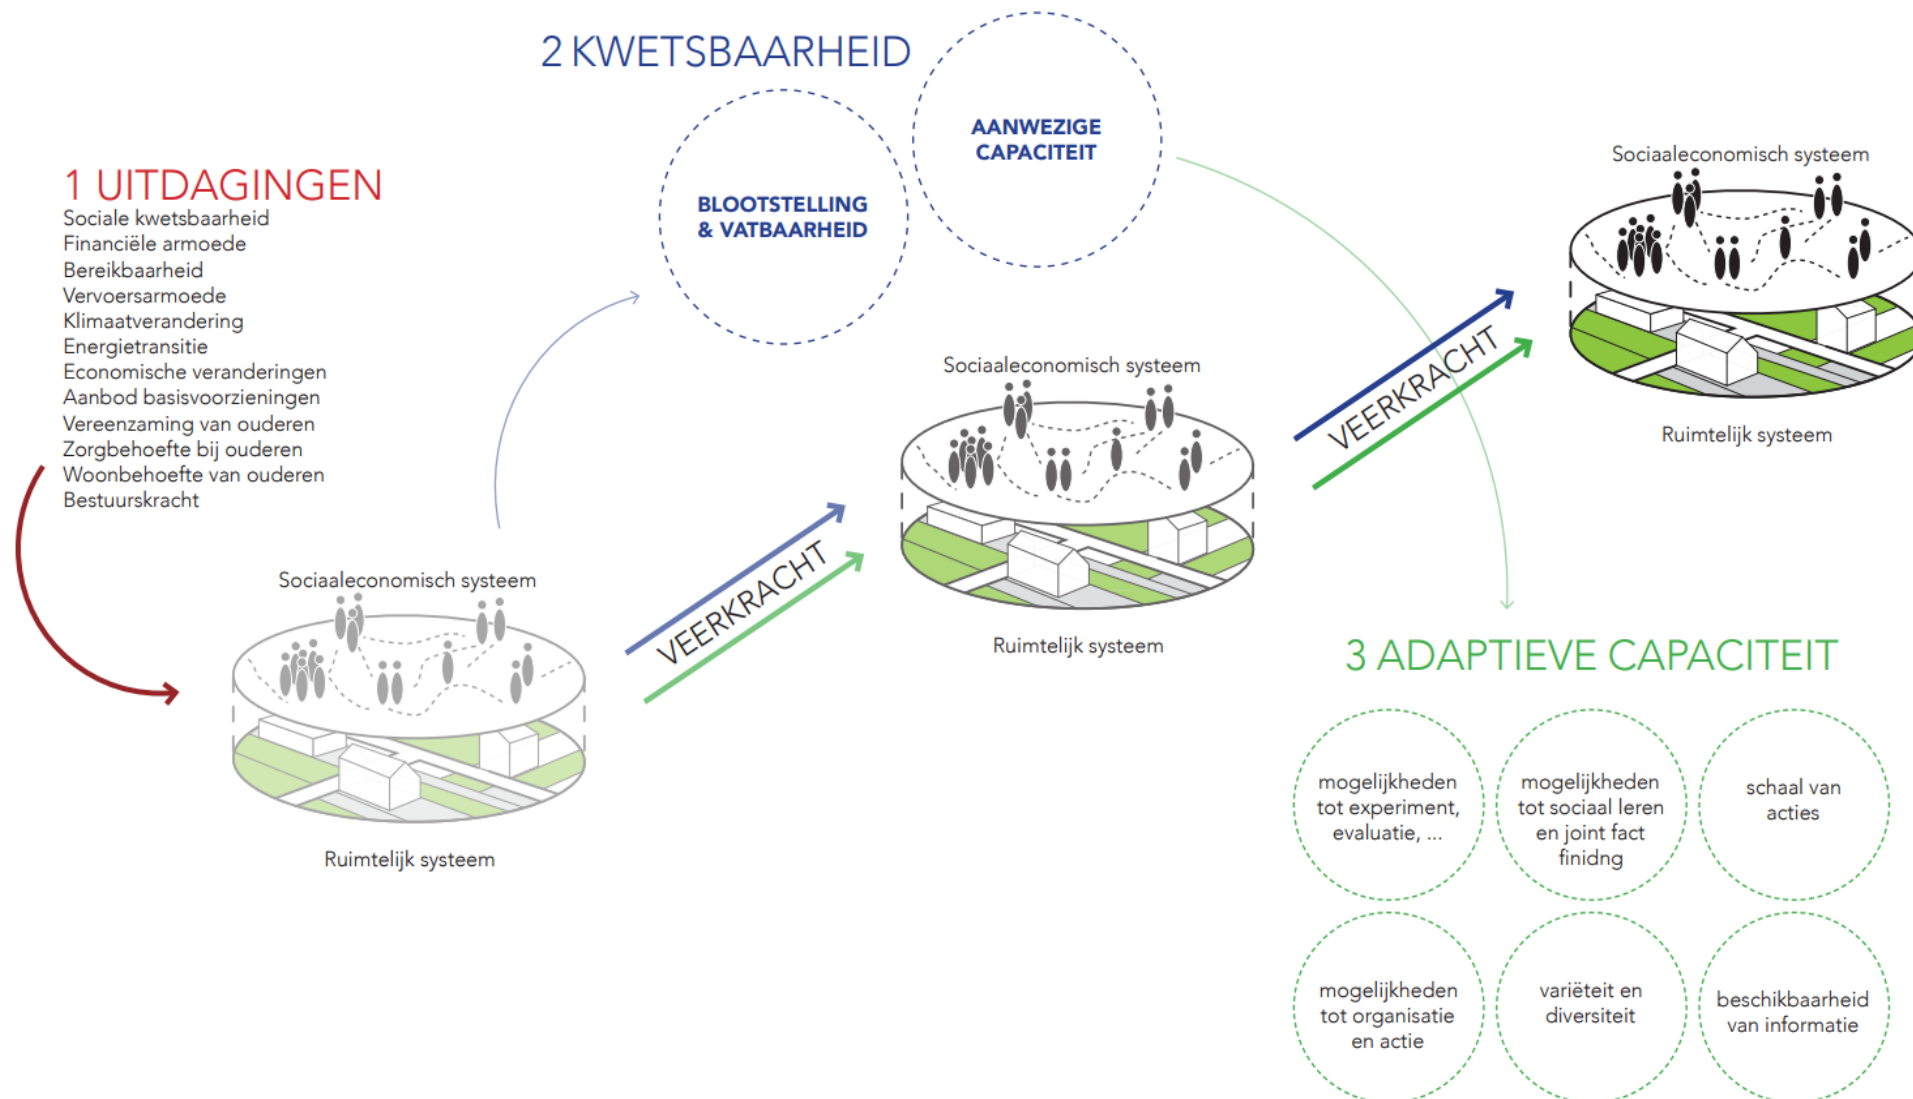 2 KWETSBAARHEID
BLOOTSTELLING
& VATBAARHEID
AANWEZIGE
CAPACITEIT
1 UITDAGINGEN
Sociale kwetsbaarheid
Financiële armoede
Bereikbaarheid
Vervoersarmoede
Klimaatverandering
Energietransitie
Economische veranderingen
Aanbod basisvoorzieningen
Vereenzaming van ouderen
Zorgbehoefte bij ouderen
Woonbehoefte van ouderen
Bestuurskracht
Sociaaleconomisch systeem
Ruimtelijk systeem
VEERKRACHT
Sociaaleconomisch systeem
Ruimtelijk systeem
VEERKRACHT
Sociaaleconomisch systeem
Ruimtelijk systeem
3 ADAPTIEVE CAPACITEIT
mogelijkheden
tot experiment,
evaluatie, ...
mogelijkheden
tot sociaal leren
en joint fact
finidng
schaal van
acties
mogelijkheden
tot organisatie
en actie
variëteit en
diversiteit
beschikbaarheid
van informatie